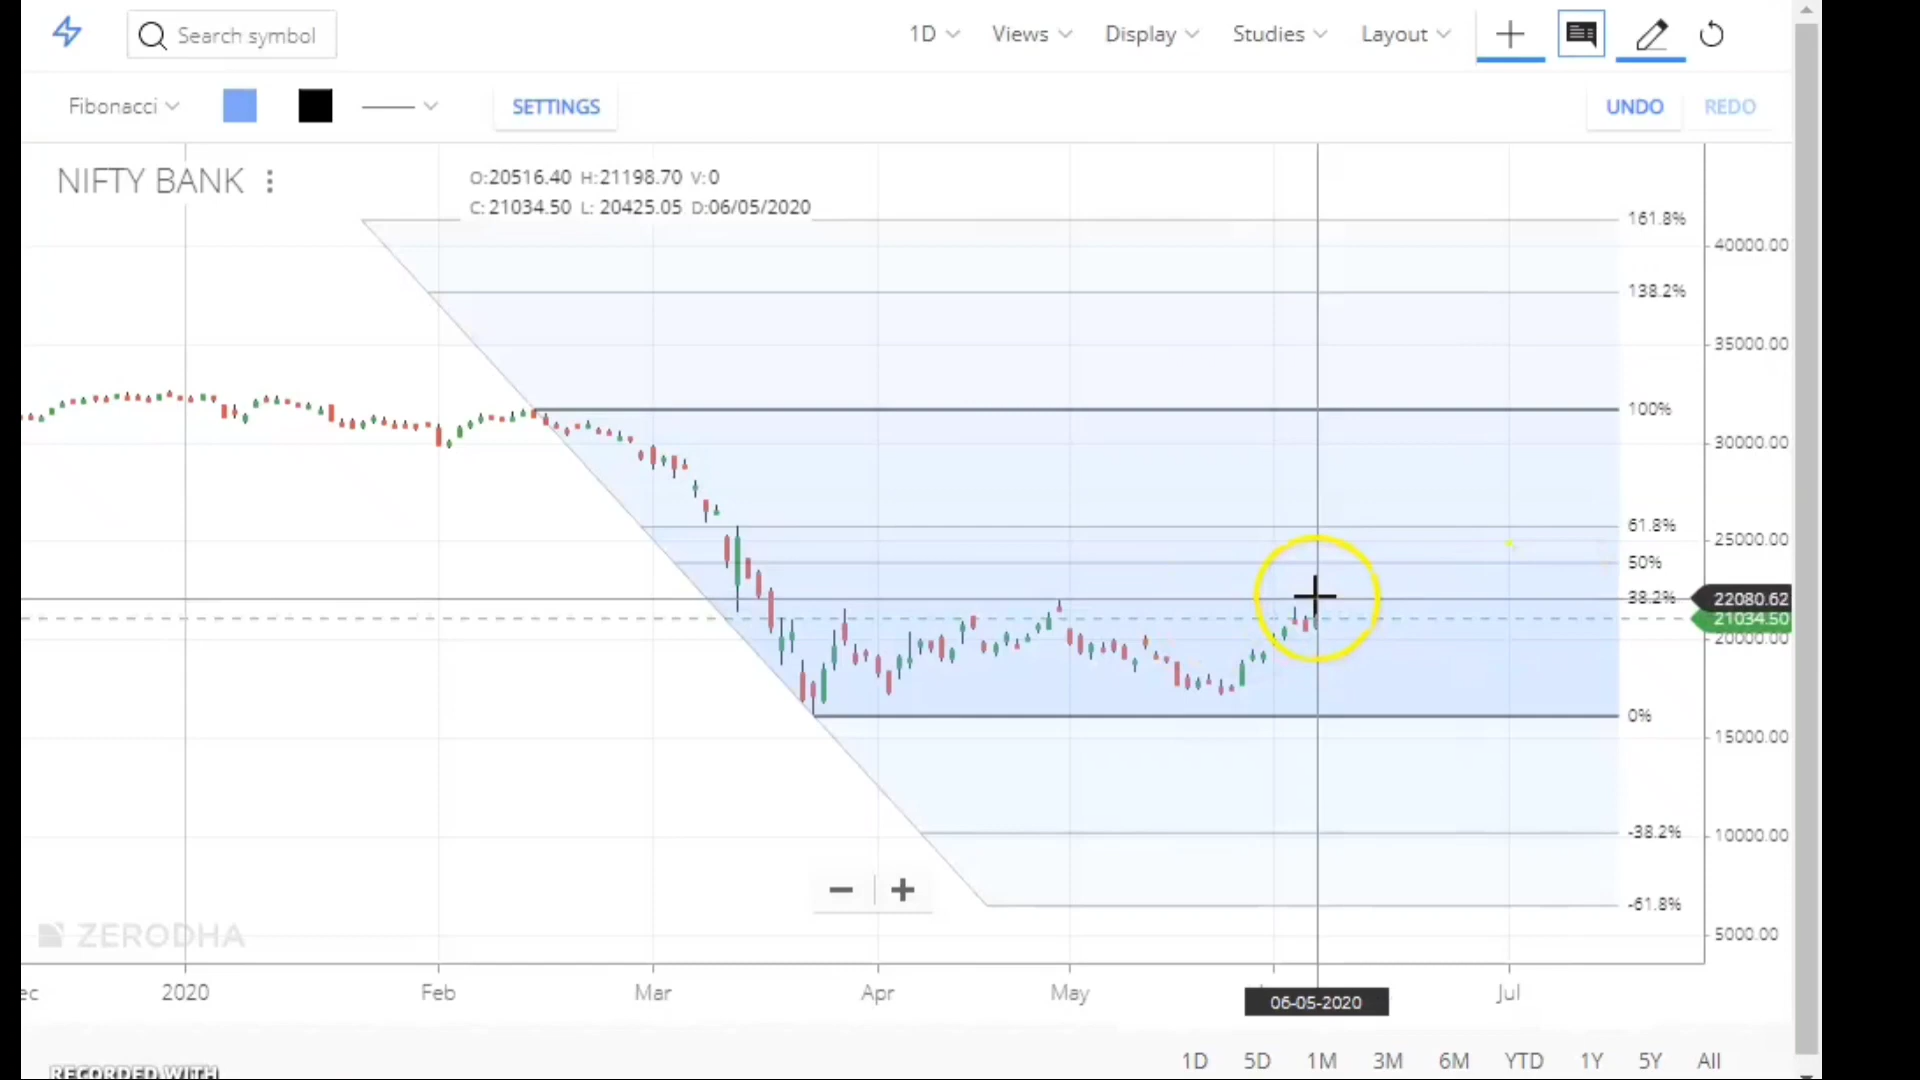 Search symbol
1D
Views
Display
Studies
Layout
Fibonacci
SETTINGS
UNDO
REDO
NIFTY BANK
O:20516.40 H:21198.70 V:0
C: 21034.50 L: 20425.05 D:06/05/2020
161.8%
40000.00
138.2%
35000.00
100%
30000.00
61.8%
25000.00
50%
38.2%
22080.62
21034.50
20000.00
0%
15000.00
-38.2%
10000.00
-61.8%
5000.00
ZERODHA
ec
2020
Feb
Mar
Apr
May
06-05-2020
Jul
1D
5D
1M
3M
6M
YTD
1Y
5Y
All
RECORDED WITH